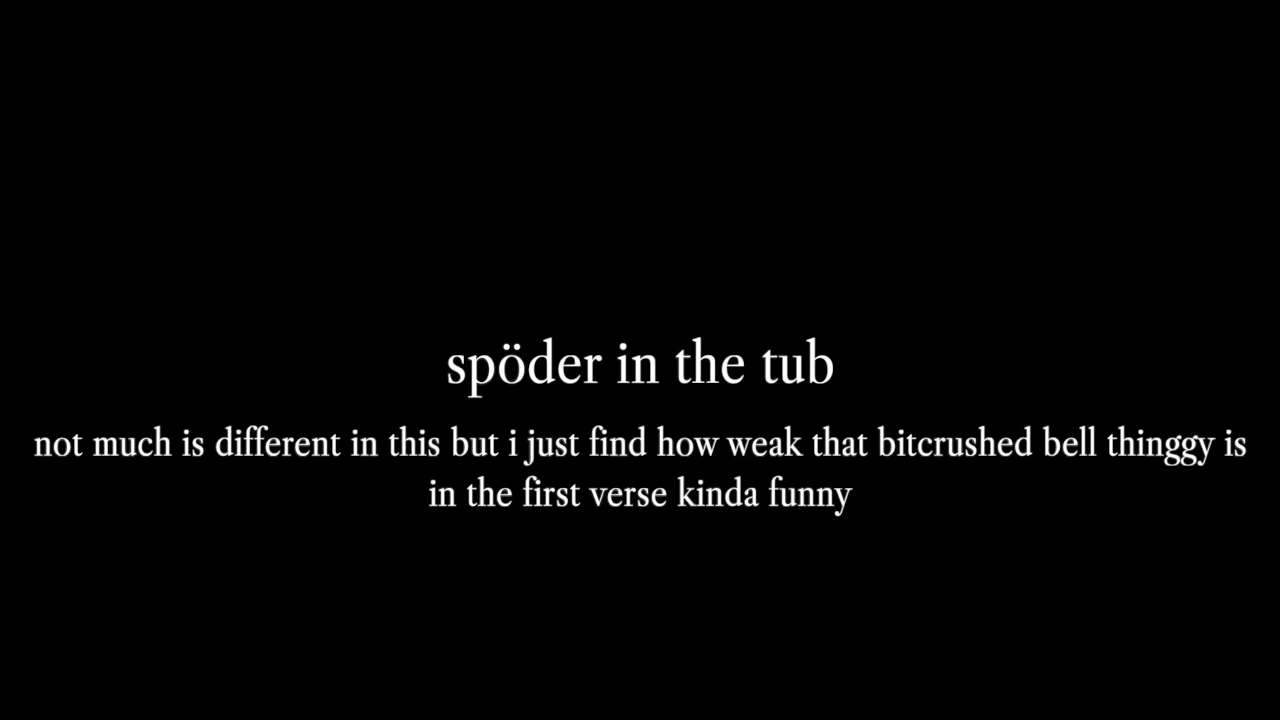 spöder in the tub
not much is different in this but i just find how weak that bitcrushed bell thinggy is
in the first verse kinda funny